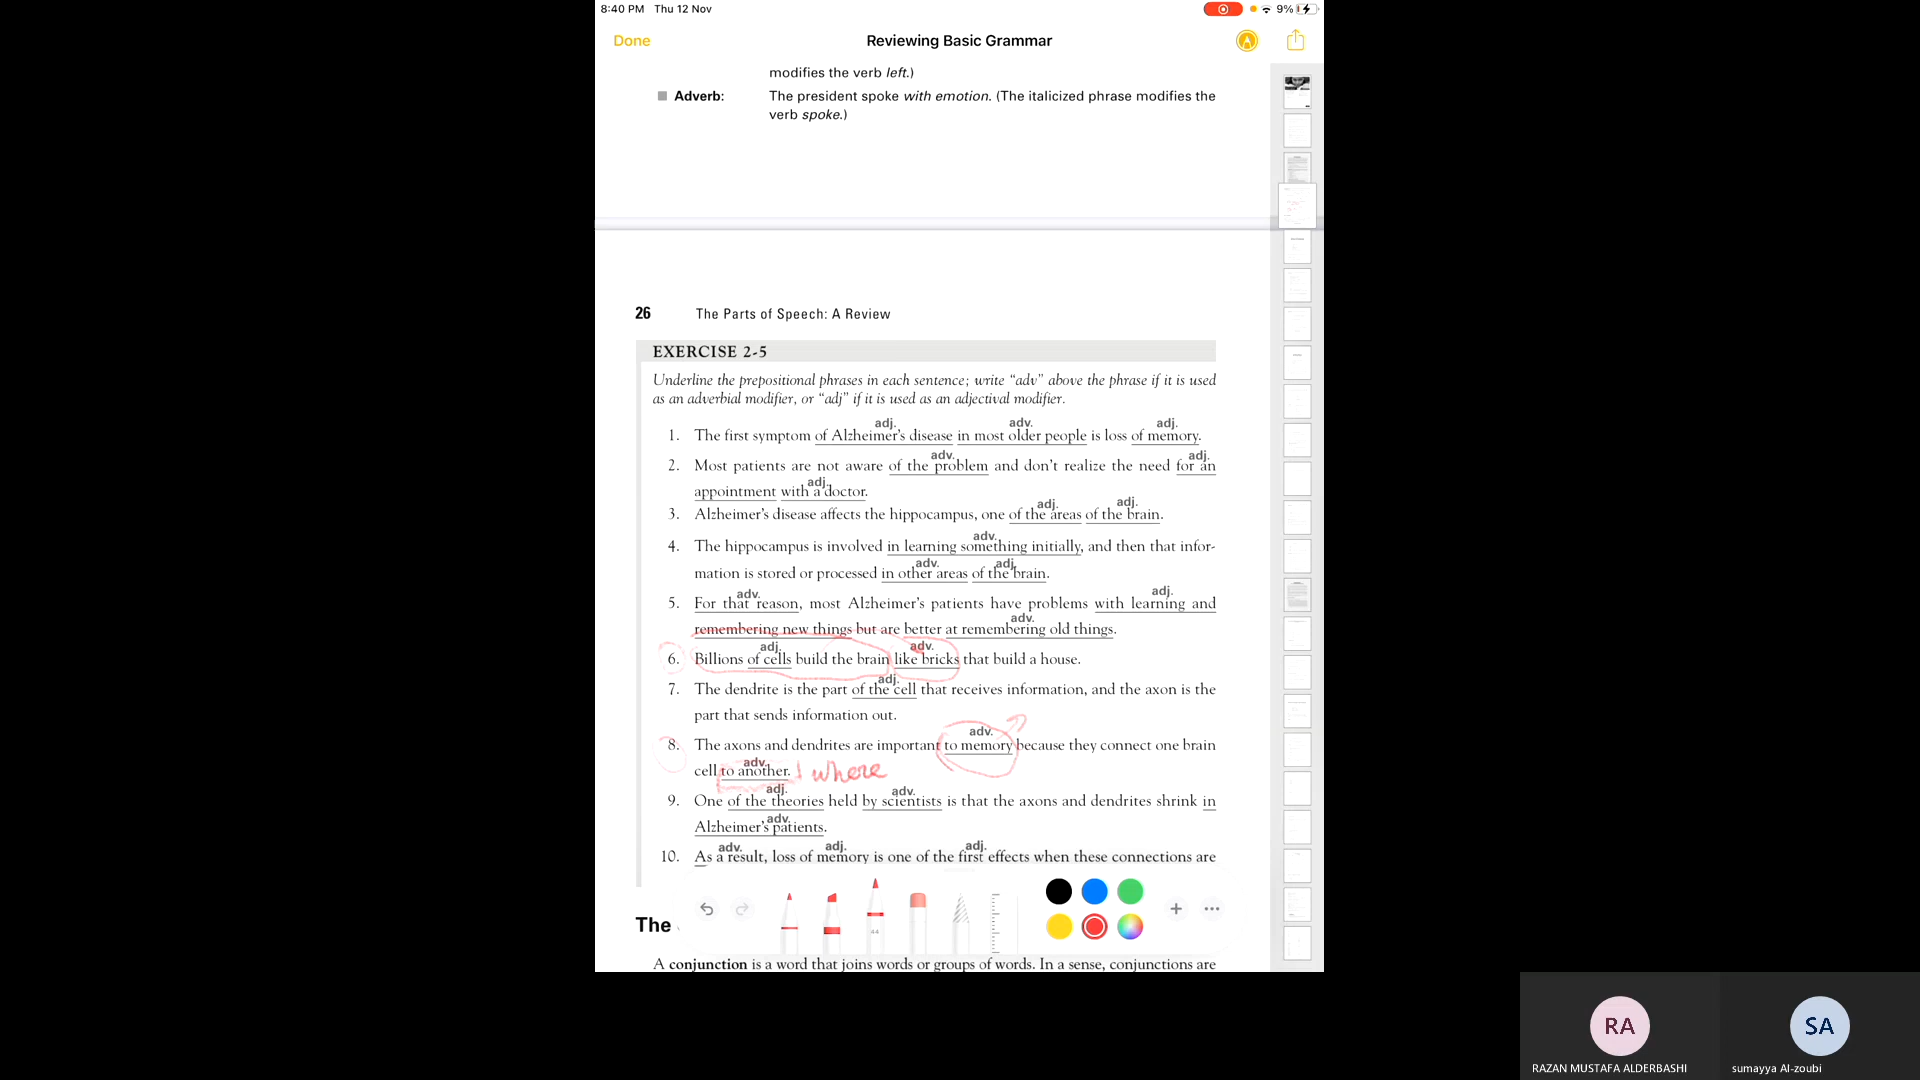 8:40 PM Thu 12 Nov
9%
Done
Reviewing Basic Grammar
modifies the verb left.)
Adverb: The president spoke with emotion. (The italicized phrase modifies the
verb spoke.)
26 The Parts of Speech: A Review
EXERCISE 2-5
Underline the prepositional phrases in each sentence; write “adv” above the phrase if it is used
as an adverbial modifier, or “adj” if it is used as an adjectival modifier.
adj. adv. adj.
1. The first symptom of Alzheimer’s disease in most older people is loss of memory.
adv. adj.
2. Most patients are not aware of the problem and don’t realize the need for an
adj.
appointment with a doctor.
adj. adj.
3. Alzheimer’s disease affects the hippocampus, one of the areas of the brain.
adv.
4. The hippocampus is involved in learning something initially, and then that infor-
adv. adj.
mation is stored or processed in other areas of the brain.
adv. adj.
5. For that reason, most Alzheimer’s patients have problems with learning and
adv.
remembering new things but are better at remembering old things.
adj. adv.
6. Billions of cells build the brain like bricks that build a house.
adj.
7. The dendrite is the part of the cell that receives information, and the axon is the
part that sends information out.
adv.
8. The axons and dendrites are important to memory because they connect one brain
adv.
cell to another. where
adj. adv.
9. One of the theories held by scientists is that the axons and dendrites shrink in
adv.
Alzheimer’s patients.
adv. adj. adj.
10. As a result, loss of memory is one of the first effects when these connections are
44
The
A conjunction is a word that joins words or groups of words. In a sense, conjunctions are
RA
SA
RAZAN MUSTAFA ALDERBASHI
sumayya Al-zoubi